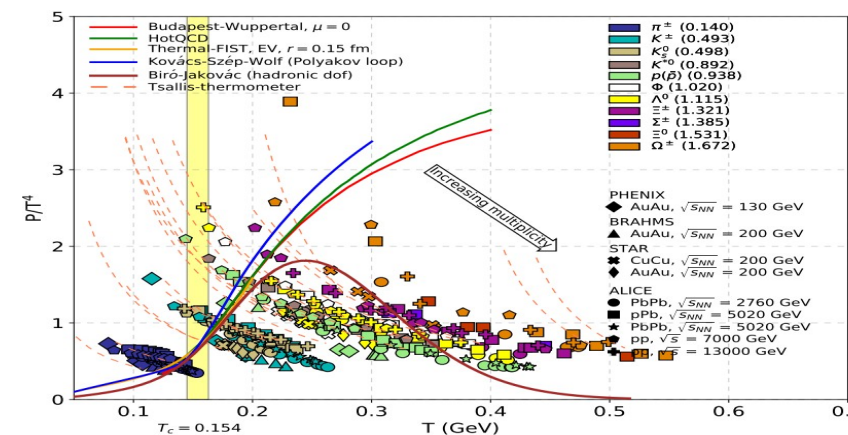 5
4
3
2
1
0
P/T⁴
Budapest-Wuppertal, μ = 0
HotQCD
Thermal-FIST, EV, r = 0.15 fm
Kovács-Szép-Wolf (Polyakov loop)
Biró-Jakovác (hadronic dof)
Tsallis-thermometer
π± (0.140)
K± (0.493)
K⁰ₛ (0.498)
K*⁰ (0.892)
p(p̄) (0.938)
Φ (1.020)
Λ⁰ (1.115)
Ξ± (1.321)
Σ± (1.385)
Ξ⁰ (1.531)
Ω± (1.672)
Increasing multiplicity
PHENIX
AuAu, √sNN = 130 GeV
BRAHMS
AuAu, √sNN = 200 GeV
STAR
CuCu, √sNN = 200 GeV
AuAu, √sNN = 200 GeV
ALICE
PbPb, √sNN = 2760 GeV
pPb, √sNN = 5020 GeV
PbPb, √sNN = 5020 GeV
pp, √s = 7000 GeV
pp, √s = 13000 GeV
0.1 0.2 0.3 0.4 0.5 0.6
Tc = 0.154
T (GeV)